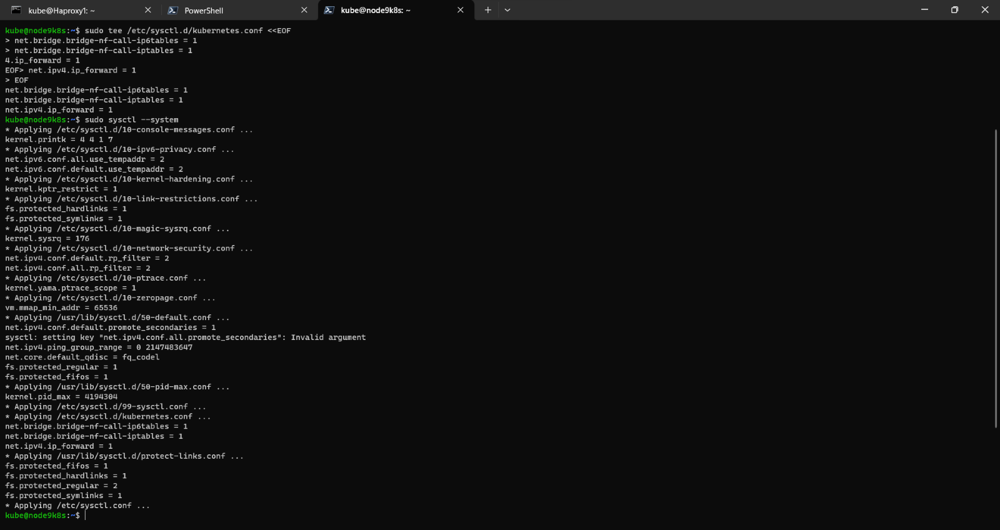 kube@Haproxy1: ~
PowerShell
kube@node9k8s: ~
kube@node9k8s:~$ sudo tee /etc/sysctl.d/kubernetes.conf <<EOF
> net.bridge.bridge-nf-call-ip6tables = 1
> net.bridge.bridge-nf-call-iptables = 1
4.ip_forward = 1
EOF> net.ipv4.ip_forward = 1
> EOF
net.bridge.bridge-nf-call-ip6tables = 1
net.bridge.bridge-nf-call-iptables = 1
net.ipv4.ip_forward = 1
kube@node9k8s:~$ sudo sysctl --system
* Applying /etc/sysctl.d/10-console-messages.conf ...
kernel.printk = 4 4 1 7
* Applying /etc/sysctl.d/10-ipv6-privacy.conf ...
net.ipv6.conf.all.use_tempaddr = 2
net.ipv6.conf.default.use_tempaddr = 2
* Applying /etc/sysctl.d/10-kernel-hardening.conf ...
kernel.kptr_restrict = 1
* Applying /etc/sysctl.d/10-link-restrictions.conf ...
fs.protected_hardlinks = 1
fs.protected_symlinks = 1
* Applying /etc/sysctl.d/10-magic-sysrq.conf ...
kernel.sysrq = 176
* Applying /etc/sysctl.d/10-network-security.conf ...
net.ipv4.conf.default.rp_filter = 2
net.ipv4.conf.all.rp_filter = 2
* Applying /etc/sysctl.d/10-ptrace.conf ...
kernel.yama.ptrace_scope = 1
* Applying /etc/sysctl.d/10-zeropage.conf ...
vm.mmap_min_addr = 65536
* Applying /usr/lib/sysctl.d/50-default.conf ...
net.ipv4.conf.default.promote_secondaries = 1
sysctl: setting key "net.ipv4.conf.all.promote_secondaries": Invalid argument
net.ipv4.ping_group_range = 0 2147483647
net.core.default_qdisc = fq_codel
fs.protected_regular = 1
fs.protected_fifos = 1
* Applying /usr/lib/sysctl.d/50-pid-max.conf ...
kernel.pid_max = 4194304
* Applying /etc/sysctl.d/99-sysctl.conf ...
* Applying /etc/sysctl.d/kubernetes.conf ...
net.bridge.bridge-nf-call-ip6tables = 1
net.bridge.bridge-nf-call-iptables = 1
net.ipv4.ip_forward = 1
* Applying /usr/lib/sysctl.d/protect-links.conf ...
fs.protected_fifos = 1
fs.protected_hardlinks = 1
fs.protected_regular = 2
fs.protected_symlinks = 1
* Applying /etc/sysctl.conf ...
kube@node9k8s:~$